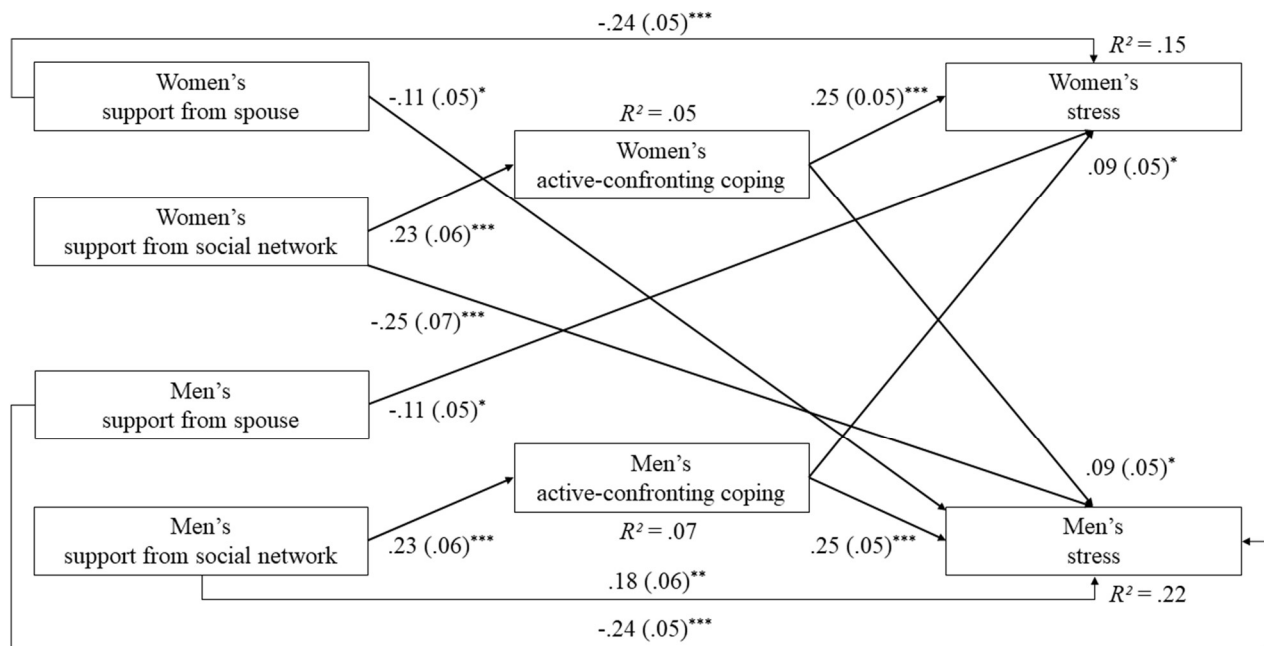 -.24 (.05)***
R² = .15
Women's
support from spouse
-.11 (.05)*
.25 (0.05)***
Women's
stress
R² = .05
Women's
active-confronting coping
.09 (.05)*
Women's
support from social network
.23 (.06)***
-.25 (.07)***
Men's
support from spouse
-.11 (.05)*
Men's
active-confronting coping
.09 (.05)*
R² = .07
Men's
support from social network
.23 (.06)***
.25 (.05)***
Men's
stress
.18 (.06)**
R² = .22
-.24 (.05)***